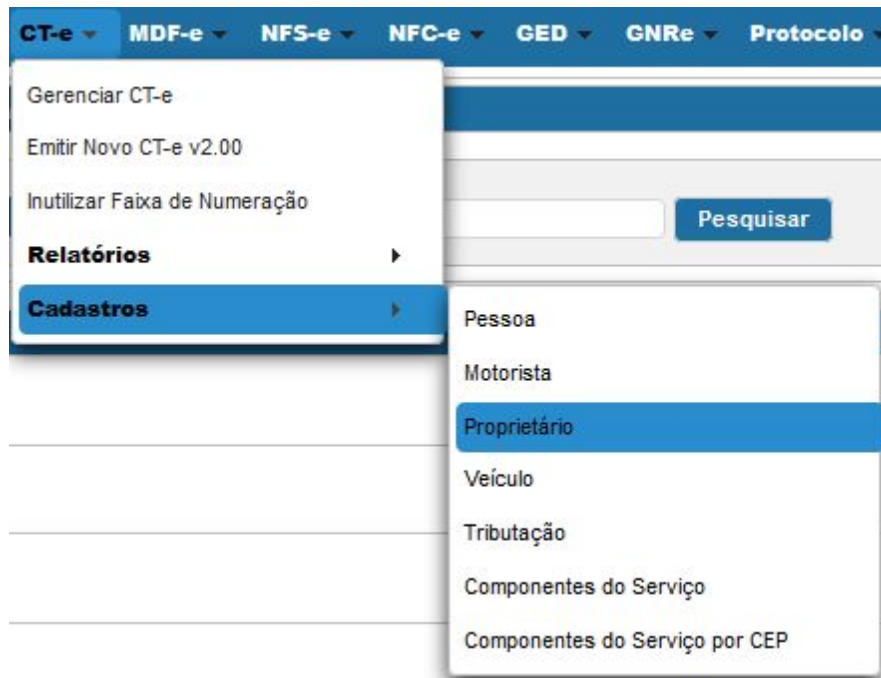 CT-e MDF-e NFS-e NFC-e GED GNRe Protocolo
Gerenciar CT-e
Emitir Novo CT-e v2.00
Inutilizar Faixa de Numeração
Pesquisar
Relatórios
Cadastros
Pessoa
Motorista
Proprietário
Veículo
Tributação
Componentes do Serviço
Componentes do Serviço por CEP